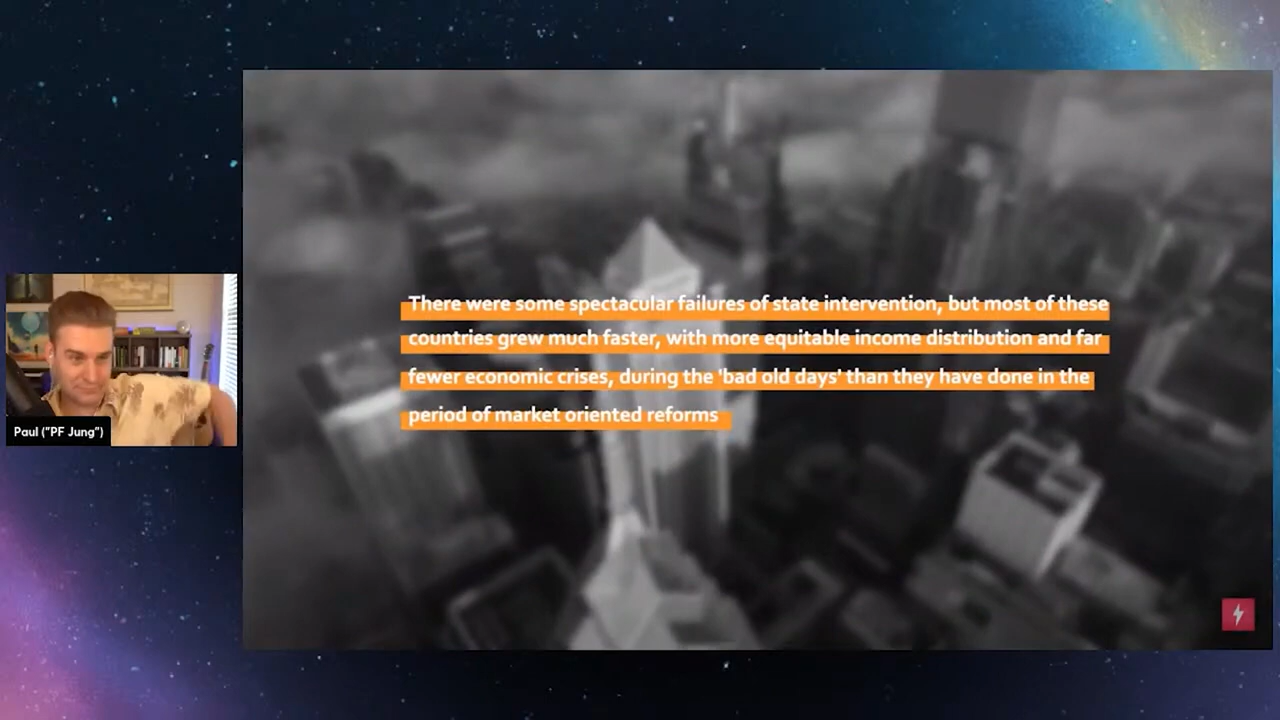 There were some spectacular failures of state intervention, but most of these
countries grew much faster, with more equitable income distribution and far
fewer economic crises, during the 'bad old days' than they have done in the
period of market oriented reforms
Paul ("PF Jung")